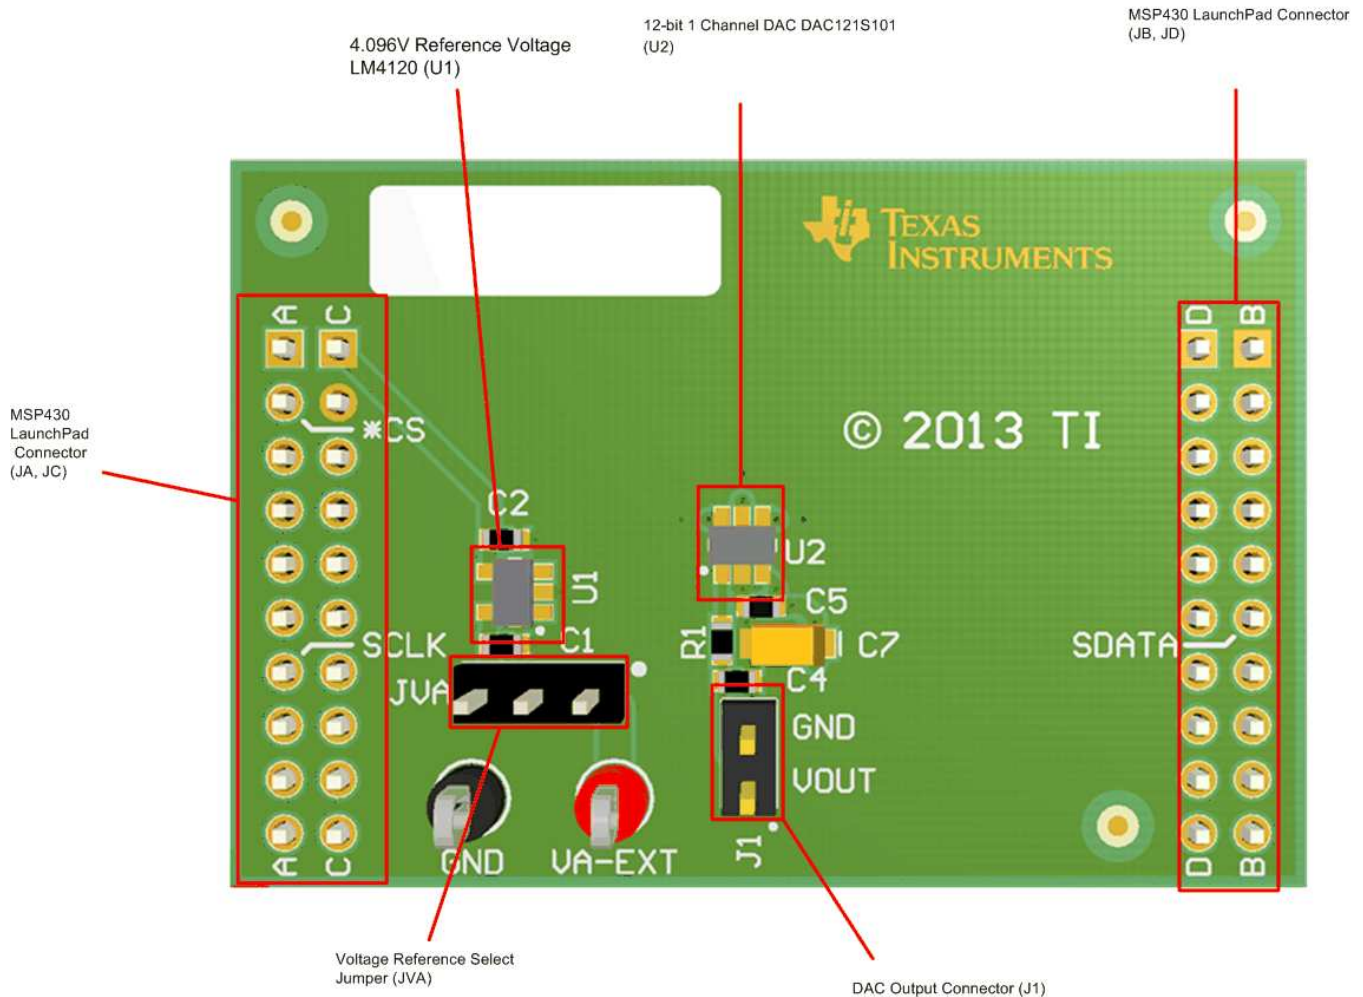 12-bit 1 Channel DAC DAC121S101
(U2)
MSP430 LaunchPad Connector
(JB, JD)
4.096V Reference Voltage
LM4120 (U1)
TEXAS
INSTRUMENTS
A C
D B
MSP430
LaunchPad
Connector
(JA, JC)
*CS
© 2013 TI
C2
U1
U2
C5
SCLK
C1
R1
C7
SDATA
JVA
C4
GND
VOUT
J1
GND
VA-EXT
A C
D B
Voltage Reference Select
Jumper (JVA)
DAC Output Connector (J1)